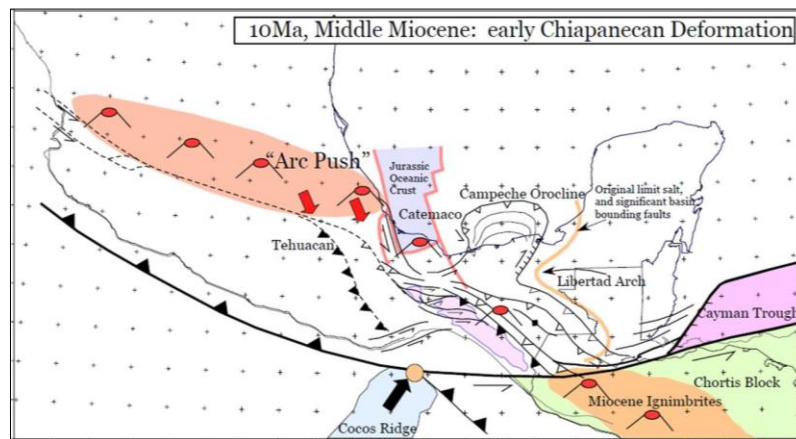 10Ma, Middle Miocene: early Chiapanecan Deformation
"Arc Push"
Jurassic
Oceanic
Crust
Campeche Orocline
Original limit salt,
and significant basin
bounding faults
Catemaco
Tehuacan
Libertad Arch
Cayman Trough
Chortis Block
Miocene Ignimbrites
Cocos Ridge